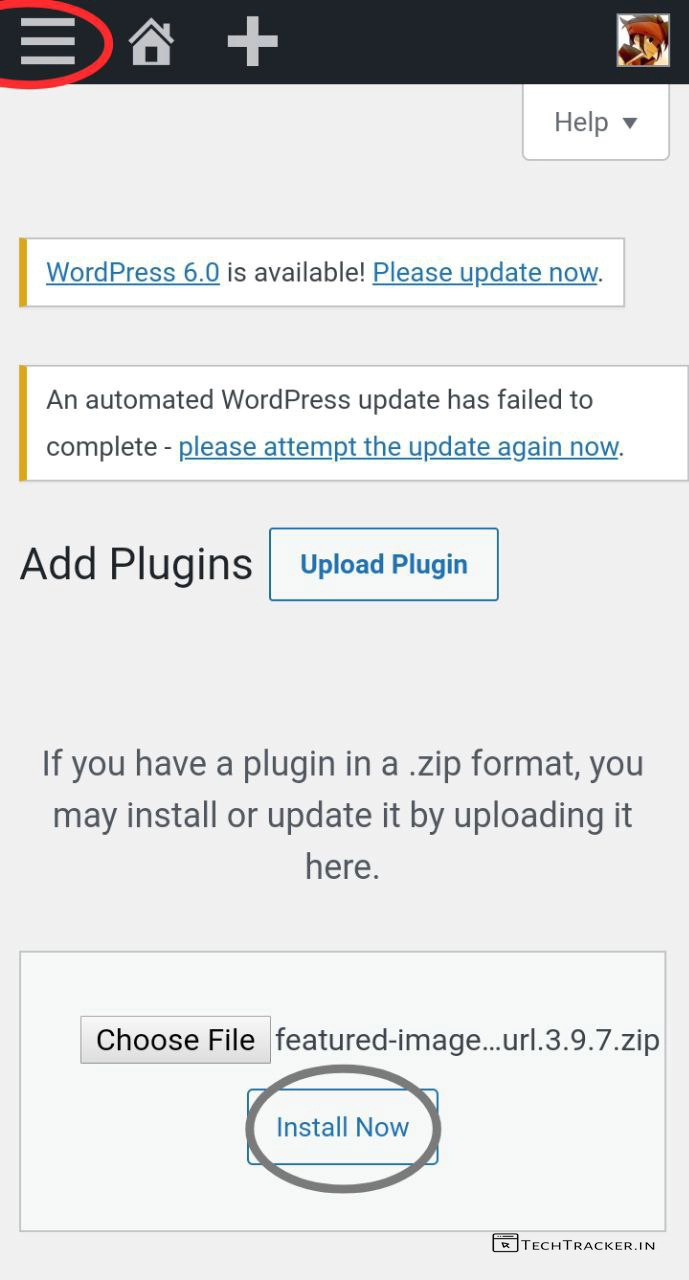 Help ▼
WordPress 6.0 is available! Please update now.
An automated WordPress update has failed to
complete - please attempt the update again now.
Add Plugins Upload Plugin
If you have a plugin in a .zip format, you
may install or update it by uploading it
here.
Choose File featured-image...url.3.9.7.zip
Install Now
TECHTRACKER.IN